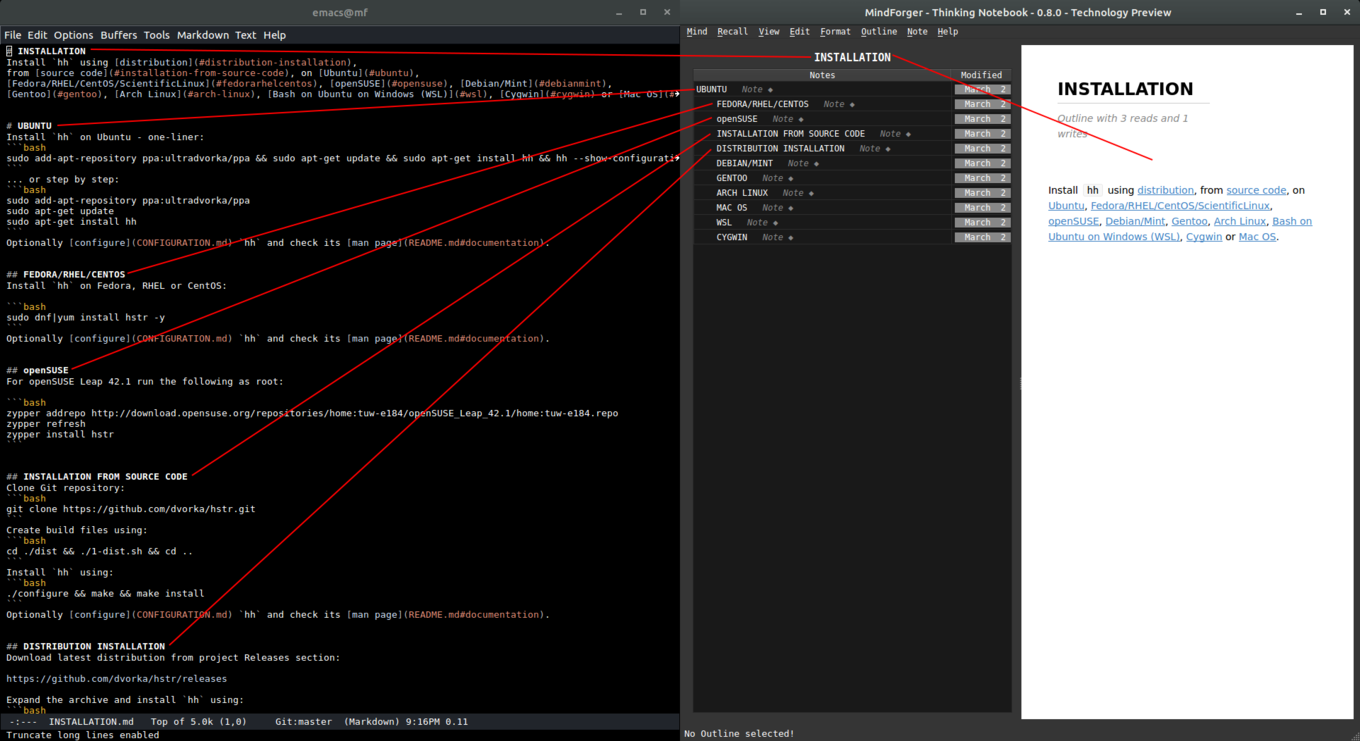 emacs@mf
File Edit Options Buffers Tools Markdown Text Help
# INSTALLATION
Install `hh` using [distribution](#distribution-installation),
from [source code](#installation-from-source-code), on [Ubuntu](#ubuntu),
[Fedora/RHEL/CentOS/ScientificLinux](#fedorarhelcentos), [openSUSE](#opensuse), [Debian/Mint](#debianmint),
[Gentoo](#gentoo), [Arch Linux](#arch-linux), [Bash on Ubuntu on Windows (WSL)](#wsl), [Cygwin](#cygwin) or [Mac OS](#
# UBUNTU
Install `hh` on Ubuntu - one-liner:
```bash
sudo add-apt-repository ppa:ultradvorka/ppa && sudo apt-get update && sudo apt-get install hh && hh --show-configurati
```
... or step by step:
```bash
sudo add-apt-repository ppa:ultradvorka/ppa
sudo apt-get update
sudo apt-get install hh
```
Optionally [configure](CONFIGURATION.md) `hh` and check its [man page](README.md#documentation).
## FEDORA/RHEL/CENTOS
Install `hh` on Fedora, RHEL or CentOS:
```bash
sudo dnf|yum install hstr -y
```
Optionally [configure](CONFIGURATION.md) `hh` and check its [man page](README.md#documentation).
## openSUSE
For openSUSE Leap 42.1 run the following as root:
```bash
zypper addrepo http://download.opensuse.org/repositories/home:tuw-e184/openSUSE_Leap_42.1/home:tuw-e184.repo
zypper refresh
zypper install hstr
```
## INSTALLATION FROM SOURCE CODE
Clone Git repository:
```bash
git clone https://github.com/dvorka/hstr.git
```
Create build files using:
```bash
cd ./dist && ./1-dist.sh && cd ..
```
Install `hh` using:
```bash
./configure && make && make install
```
Optionally [configure](CONFIGURATION.md) `hh` and check its [man page](README.md#documentation).
## DISTRIBUTION INSTALLATION
Download latest distribution from project Releases section:
https://github.com/dvorka/hstr/releases
Expand the archive and install `hh` using:
```bash
-:--- INSTALLATION.md Top of 5.0k (1,0) Git:master (Markdown) 9:16PM 0.11
Truncate long lines enabled
MindForger - Thinking Notebook - 0.8.0 - Technology Preview
Mind Recall View Edit Format Outline Note Help
INSTALLATION
Notes Modified
UBUNTU Note ◆ March 2
FEDORA/RHEL/CENTOS Note ◆ March 2
openSUSE Note ◆ March 2
INSTALLATION FROM SOURCE CODE Note ◆ March 2
DISTRIBUTION INSTALLATION Note ◆ March 2
DEBIAN/MINT Note ◆ March 2
GENTOO Note ◆ March 2
ARCH LINUX Note ◆ March 2
MAC OS Note ◆ March 2
WSL Note ◆ March 2
CYGWIN Note ◆ March 2
No Outline selected!
INSTALLATION
Outline with 3 reads and 1
writes
Install hh using distribution, from source code, on
Ubuntu, Fedora/RHEL/CentOS/ScientificLinux,
openSUSE, Debian/Mint, Gentoo, Arch Linux, Bash on
Ubuntu on Windows (WSL), Cygwin or Mac OS.